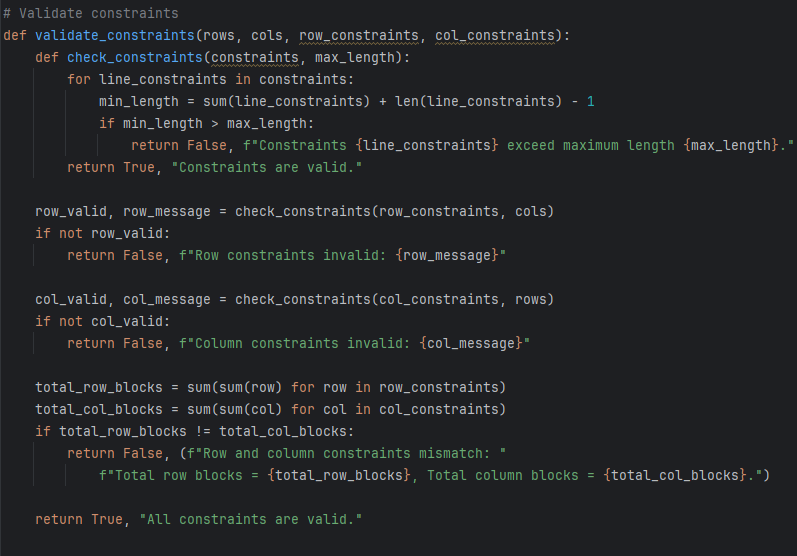 # Validate constraints
def validate_constraints(rows, cols, row_constraints, col_constraints):
    def check_constraints(constraints, max_length):
        for line_constraints in constraints:
            min_length = sum(line_constraints) + len(line_constraints) - 1
            if min_length > max_length:
                return False, f"Constraints {line_constraints} exceed maximum length {max_length}."
        return True, "Constraints are valid."

    row_valid, row_message = check_constraints(row_constraints, cols)
    if not row_valid:
        return False, f"Row constraints invalid: {row_message}"

    col_valid, col_message = check_constraints(col_constraints, rows)
    if not col_valid:
        return False, f"Column constraints invalid: {col_message}"

    total_row_blocks = sum(sum(row) for row in row_constraints)
    total_col_blocks = sum(sum(col) for col in col_constraints)
    if total_row_blocks != total_col_blocks:
        return False, (f"Row and column constraints mismatch: "
            f"Total row blocks = {total_row_blocks}, Total column blocks = {total_col_blocks}.")

    return True, "All constraints are valid."